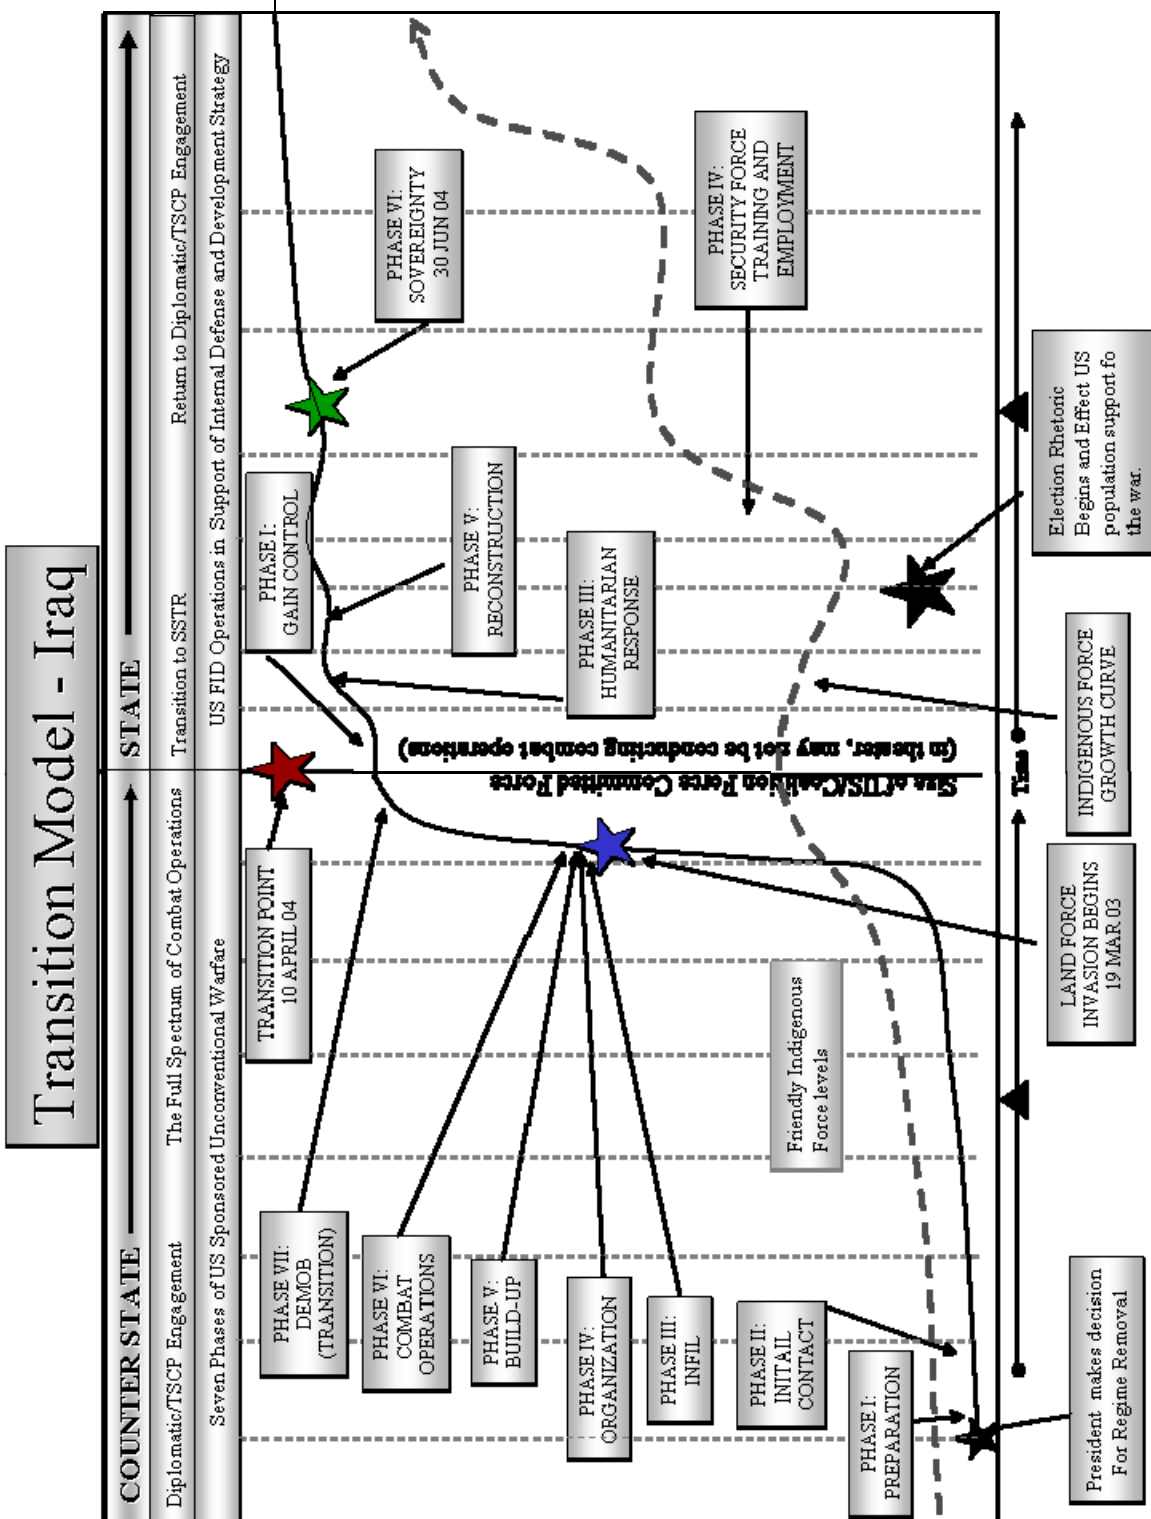 Transition Model - Iraq
COUNTER STATE
STATE
Diplomatic/TSCP Engagement
The Full Spectrum of Combat Operations
Transition to SSTR
Return to Diplomatic/TSCP Engagement
Seven Phases of US Sponsored Unconventional Warfare
US FID Operations in Support of Internal Defense and Development Strategy
PHASE VII:
DEMOB
(TRANSITION)
TRANSITION POINT
10 APRIL 04
PHASE I:
GAIN CONTROL
PHASE VI:
SOVEREIGNTY
30 JUN 04
PHASE VI:
COMBAT
OPERATIONS
PHASE V:
RECONSTRUCTION
PHASE V:
BUILD-UP
PHASE III:
HUMANITARIAN
RESPONSE
PHASE IV:
ORGANIZATION
PHASE III:
INFIL
PHASE IV:
SECURITY FORCE
TRAINING AND
EMPLOYMENT
Size of US/Coalition Force Committed Force
(in theater, may not be conducting combat operations)
PHASE II:
INITAIL
CONTACT
Friendly Indigenous
Force levels
PHASE I:
PREPARATION
Time
President makes decision
For Regime Removal
LAND FORCE
INVASION BEGINS
19 MAR 03
INDIGENOUS FORCE
GROWTH CURVE
Election Rhetoric
Begins and Effect US
population support fo
the war.